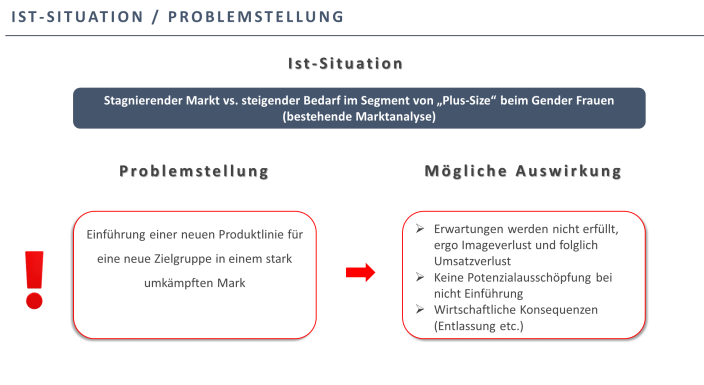 IST-SITUATION / PROBLEMSTELLUNG
Ist-Situation
Stagnierender Markt vs. steigender Bedarf im Segment von „Plus-Size“ beim Gender Frauen
(bestehende Marktanalyse)
Problemstellung
Einführung einer neuen Produktlinie für
eine neue Zielgruppe in einem stark
umkämpften Mark
Mögliche Auswirkung
Erwartungen werden nicht erfüllt,
ergo Imageverlust und folglich
Umsatzverlust
Keine Potenzialausschöpfung bei
nicht Einführung
Wirtschaftliche Konsequenzen
(Entlassung etc.)